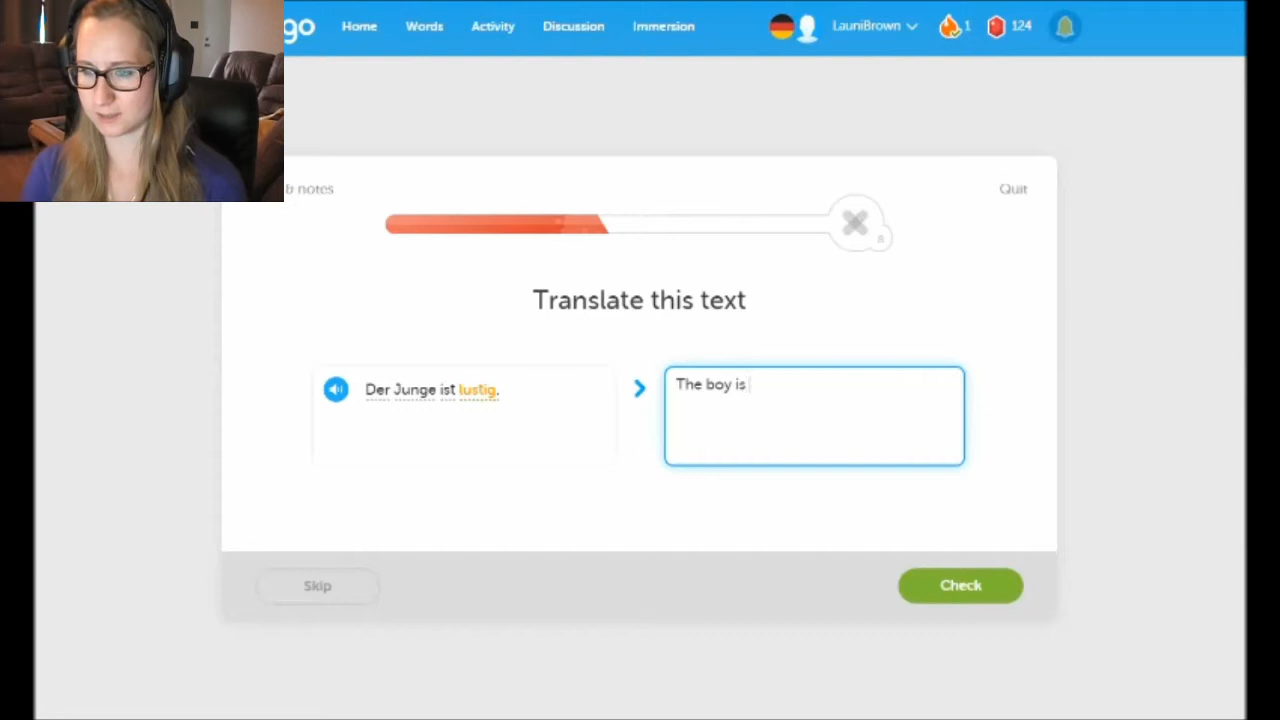 go Home Words Activity Discussion Immersion LauniBrown 1 124
& notes Quit
8
Translate this text
Der Junge ist lustig. The boy is
Skip Check